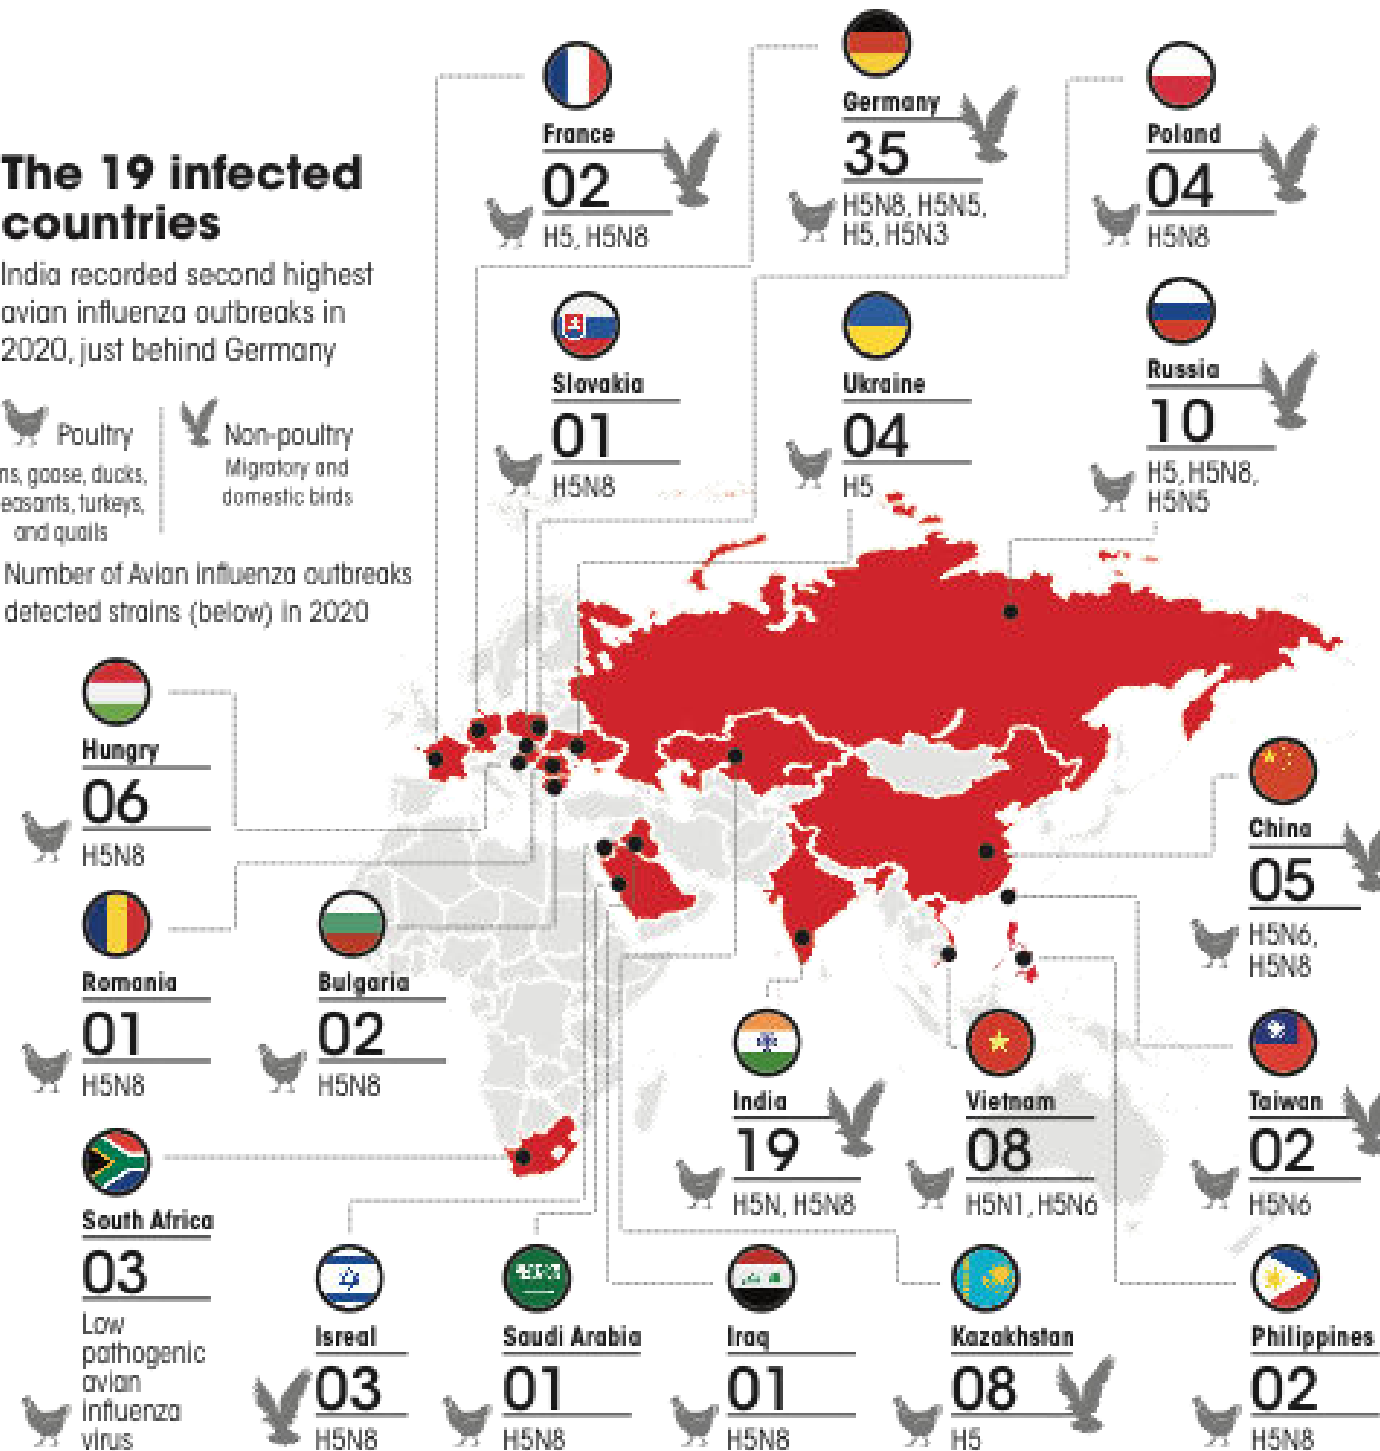 The 19 infected
countries
India recorded second highest
avian influenza outbreaks in
2020, just behind Germany
Poultry
ns, goose, ducks,
easants, turkeys,
and quails
Non-poultry
Migratory and
domestic birds
Number of Avian influenza outbreaks
detected strains (below) in 2020
France
02
H5, H5N8
Germany
35
H5N8, H5N5,
H5, H5N3
Poland
04
H5N8
Slovakia
01
H5N8
Ukraine
04
H5
Russia
10
H5, H5N8,
H5N5
Hungry
06
H5N8
China
05
H5N6,
H5N8
Romania
01
H5N8
Bulgaria
02
H5N8
India
19
H5N, H5N8
Vietnam
08
H5N1, H5N6
Taiwan
02
H5N6
South Africa
03
Low
pathogenic
avian
influenza
virus
Isreal
03
H5N8
Saudi Arabia
01
H5N8
Iraq
01
H5N8
Kazakhstan
08
H5
Philippines
02
H5N8